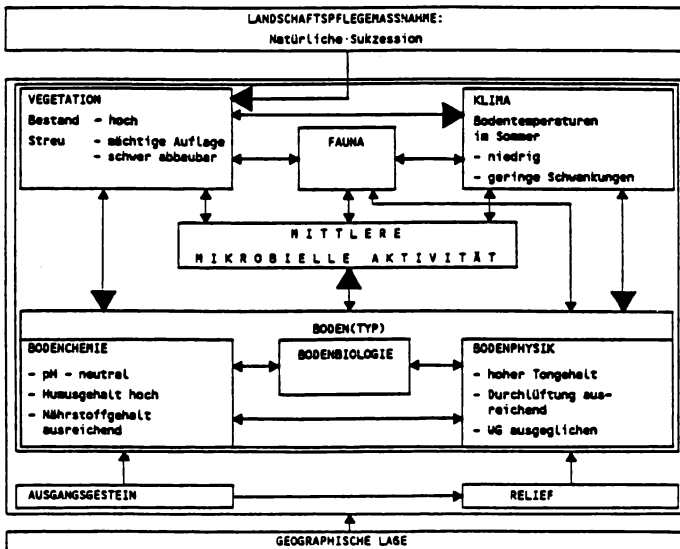 LANDSCHAFTSPFLEGEMASSNAHME:
Natürliche Sukzession
VEGETATION
Bestand - hoch
Streu - mächtige Auflage
- schwer abbaubar
FAUNA
KLIMA
Bodentemperaturen
im Sommer
- niedrig
- geringe Schwankungen
MITTLERE
MIKROBIELLE AKTIVITÄT
BODEN(TYP)
BODENCHEMIE
- pH - neutral
- Humusgehalt hoch
- Nährstoffgehalt
ausreichend
BODENBIOLOGIE
BODENPHYSIK
- hoher Tongehalt
- Durchlüftung aus-
reichend
- WG ausgeglichen
AUSGANGSGESTEIN
RELIEF
GEOGRAPHISCHE LAGE